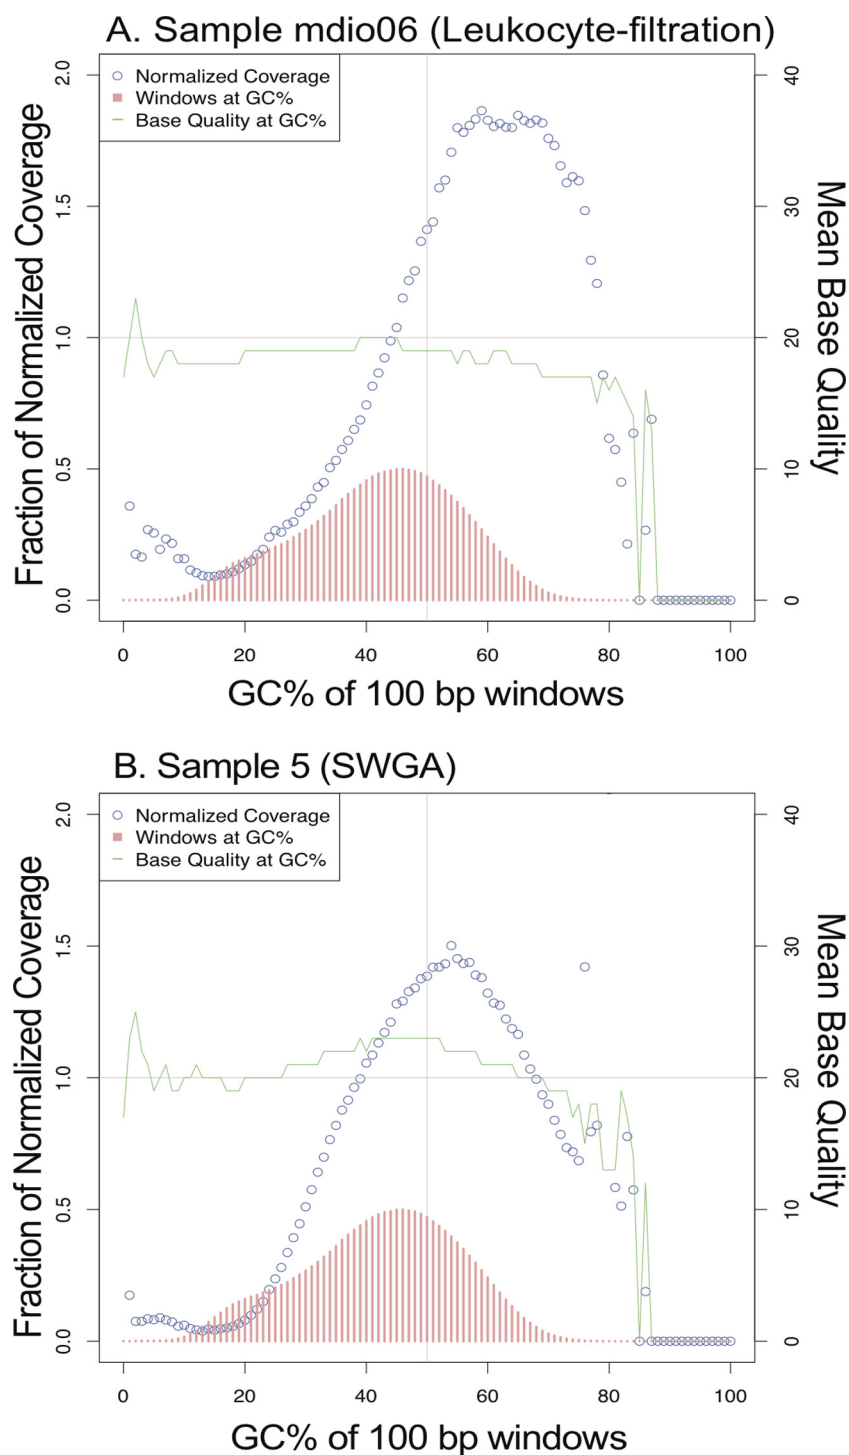 A. Sample mdio06 (Leukocyte-filtration)
Normalized Coverage
Windows at GC%
Base Quality at GC%
Fraction of Normalized Coverage
0.0 0.5 1.0 1.5 2.0
Mean Base Quality
0 10 20 30 40
0 20 40 60 80 100
GC% of 100 bp windows
B. Sample 5 (SWGA)
Normalized Coverage
Windows at GC%
Base Quality at GC%
Fraction of Normalized Coverage
0.0 0.5 1.0 1.5 2.0
Mean Base Quality
0 10 20 30 40
0 20 40 60 80 100
GC% of 100 bp windows